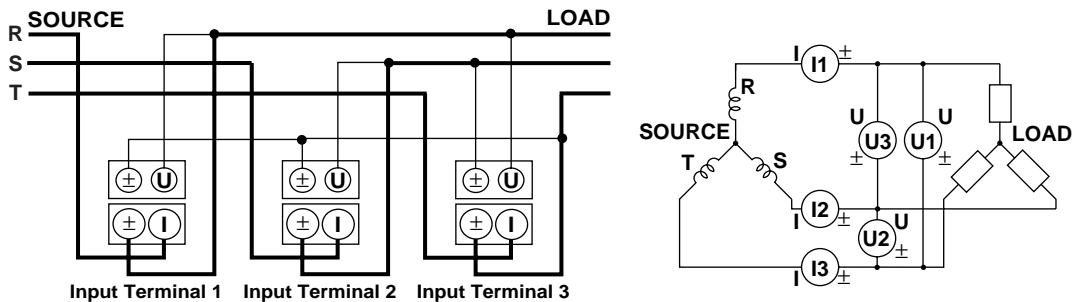 SOURCE LOAD
R
S
T
± U ± U ± U
± I ± I ± I
Input Terminal 1 Input Terminal 2 Input Terminal 3
I I1 ±
R
SOURCE U U LOAD
U3 U1
± ±
T S
I I2 ±
U
U2
±
I I3 ±